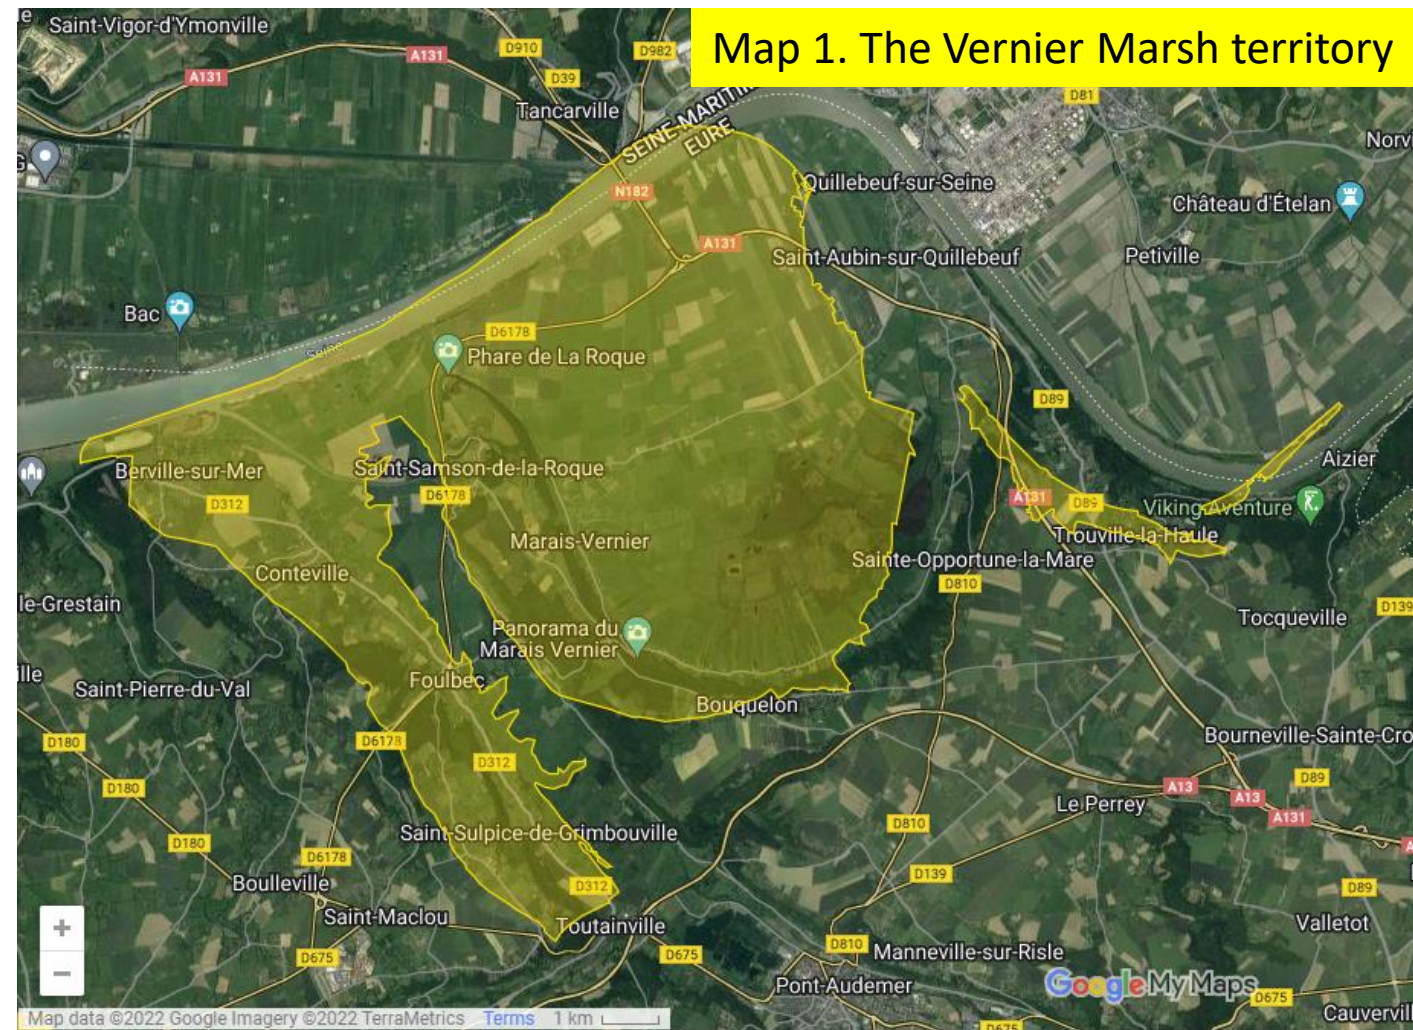 Map 1. The Vernier Marsh territory
Saint-Vigor-d'Ymonville
A131
A131
D910
D982
D39
D81
Tancarville
SEINE-MARITIM
EURE
Norvi
G
N182
Quillebeuf-sur-Seine
Château d'Ételan
A131
Saint-Aubin-sur-Quillebeuf
Petiville
Bac
D6178
Seine
Phare de La Roque
D89
Berville-sur-Mer
Saint-Samson-de-la-Roque
Aizier
D312
D6178
A131
D89
Viking Aventure
Marais-Vernier
Trouville-la-Haule
Sainte-Opportune-la-Mare
Conteville
D810
le-Grestain
D139
Tocqueville
Panorama du
Marais Vernier
ille
Foulbec
Saint-Pierre-du-Val
Bouquelon
D180
D6178
Bourneville-Sainte-Cro
D312
D180
D89
A13
A13
Le Perrey
A131
D810
Saint-Sulpice-de-Grimbouville
D180
D6178
D139
Boulleville
D312
D89
Saint-Maclou
Toutainville
Valletot
D810
D675
D675
Manneville-sur-Risle
Pont-Audemer
Google My Maps
D675
Cauvervill
D675
Map data ©2022 Google Imagery ©2022 TerraMetrics Terms 1 km